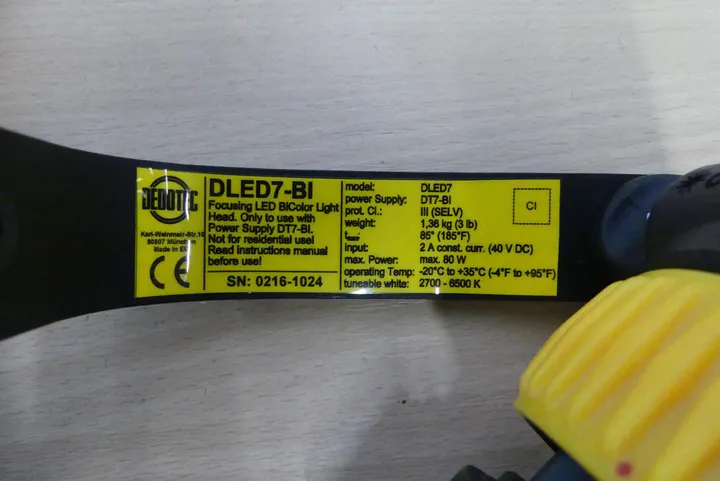 DEDOTEC
Karl-Weinmair-Str.10
80807 München
Made in EU
CE
DLED7-BI
Focusing LED BiColor Light
Head. Only to use with
Power Supply DT7-BI.
Not for residential use!
Read instructions manual
before use!
SN: 0216-1024
model: DLED7
power Supply: DT7-BI
prot. Cl.: III (SELV)
weight: 1,36 kg (3 lb)
85° (185°F)
input: 2 A const. curr. (40 V DC)
max. Power: max. 80 W
operating Temp: -20°C to +35°C (-4°F to +95°F)
tuneable white: 2700 - 6500 K
CI